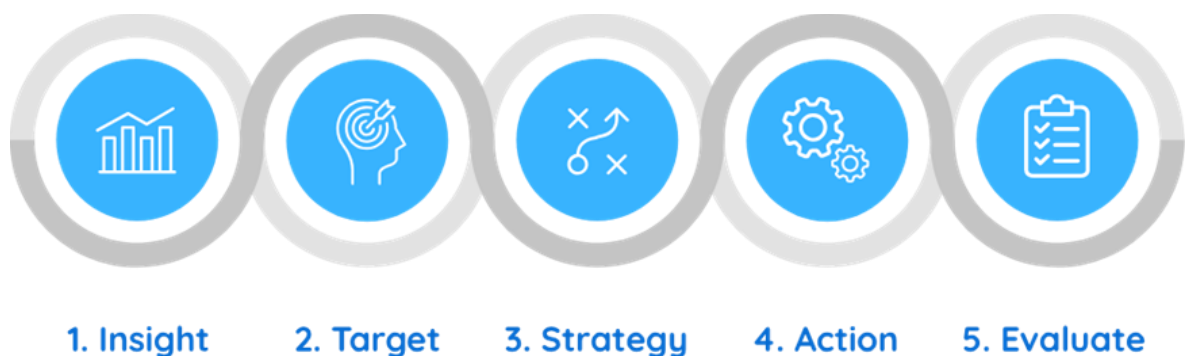 1. Insight 2. Target 3. Strategy 4. Action 5. Evaluate